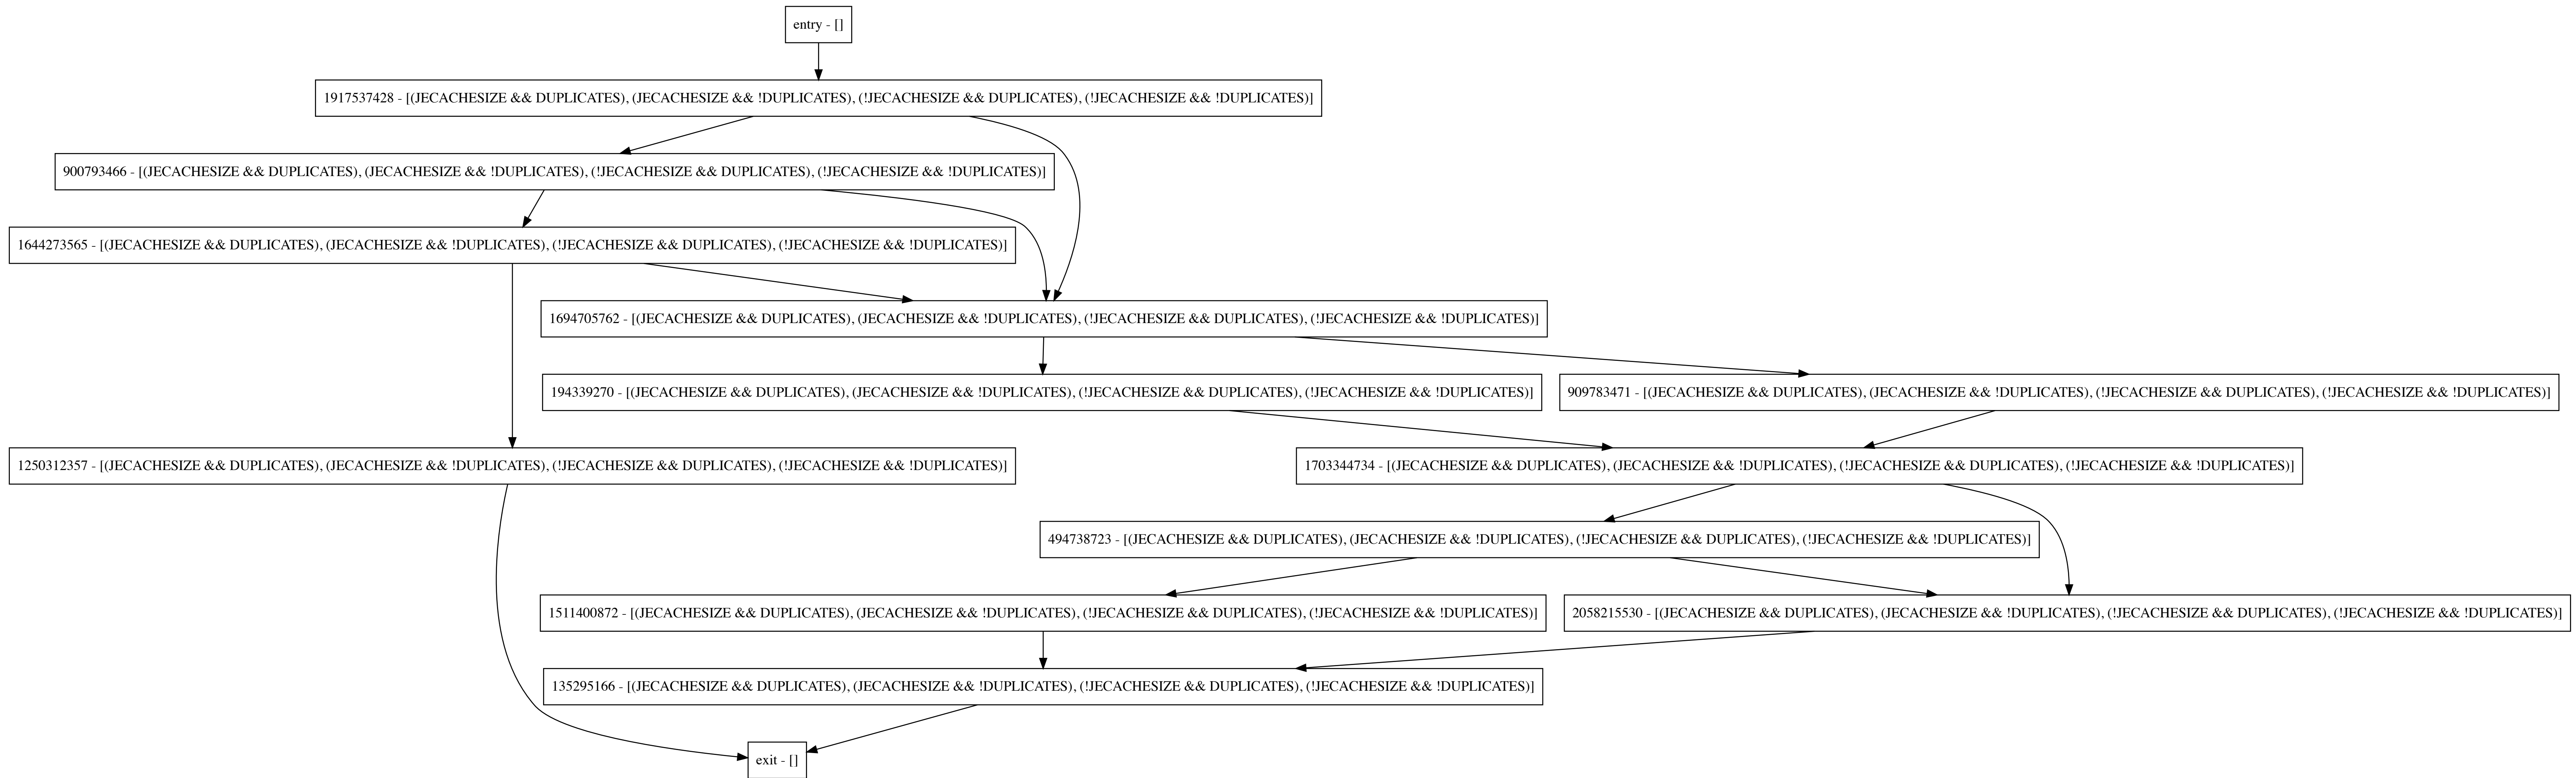 entry - []
1917537428 - [(JECACHESIZE && DUPLICATES), (JECACHESIZE && !DUPLICATES), (!JECACHESIZE && DUPLICATES), (!JECACHESIZE && !DUPLICATES)]
900793466 - [(JECACHESIZE && DUPLICATES), (JECACHESIZE && !DUPLICATES), (!JECACHESIZE && DUPLICATES), (!JECACHESIZE && !DUPLICATES)]
1644273565 - [(JECACHESIZE && DUPLICATES), (JECACHESIZE && !DUPLICATES), (!JECACHESIZE && DUPLICATES), (!JECACHESIZE && !DUPLICATES)]
1694705762 - [(JECACHESIZE && DUPLICATES), (JECACHESIZE && !DUPLICATES), (!JECACHESIZE && DUPLICATES), (!JECACHESIZE && !DUPLICATES)]
194339270 - [(JECACHESIZE && DUPLICATES), (JECACHESIZE && !DUPLICATES), (!JECACHESIZE && DUPLICATES), (!JECACHESIZE && !DUPLICATES)]
909783471 - [(JECACHESIZE && DUPLICATES), (JECACHESIZE && !DUPLICATES), (!JECACHESIZE && DUPLICATES), (!JECACHESIZE && !DUPLICATES)]
1250312357 - [(JECACHESIZE && DUPLICATES), (JECACHESIZE && !DUPLICATES), (!JECACHESIZE && DUPLICATES), (!JECACHESIZE && !DUPLICATES)]
1703344734 - [(JECACHESIZE && DUPLICATES), (JECACHESIZE && !DUPLICATES), (!JECACHESIZE && DUPLICATES), (!JECACHESIZE && !DUPLICATES)]
494738723 - [(JECACHESIZE && DUPLICATES), (JECACHESIZE && !DUPLICATES), (!JECACHESIZE && DUPLICATES), (!JECACHESIZE && !DUPLICATES)]
1511400872 - [(JECACHESIZE && DUPLICATES), (JECACHESIZE && !DUPLICATES), (!JECACHESIZE && DUPLICATES), (!JECACHESIZE && !DUPLICATES)]
2058215530 - [(JECACHESIZE && DUPLICATES), (JECACHESIZE && !DUPLICATES), (!JECACHESIZE && DUPLICATES), (!JECACHESIZE && !DUPLICATES)]
135295166 - [(JECACHESIZE && DUPLICATES), (JECACHESIZE && !DUPLICATES), (!JECACHESIZE && DUPLICATES), (!JECACHESIZE && !DUPLICATES)]
exit - []